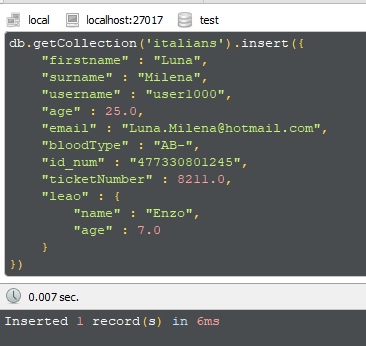 local localhost:27017 test
db.getCollection('italians').insert({
    "firstname" : "Luna",
    "surname" : "Milena",
    "username" : "user1000",
    "age" : 25.0,
    "email" : "Luna.Milena@hotmail.com",
    "bloodType" : "AB-",
    "id_num" : "477330801245",
    "ticketNumber" : 8211.0,
    "leao" : {
        "name" : "Enzo",
        "age" : 7.0
    }
})
0.007 sec.
Inserted 1 record(s) in 6ms